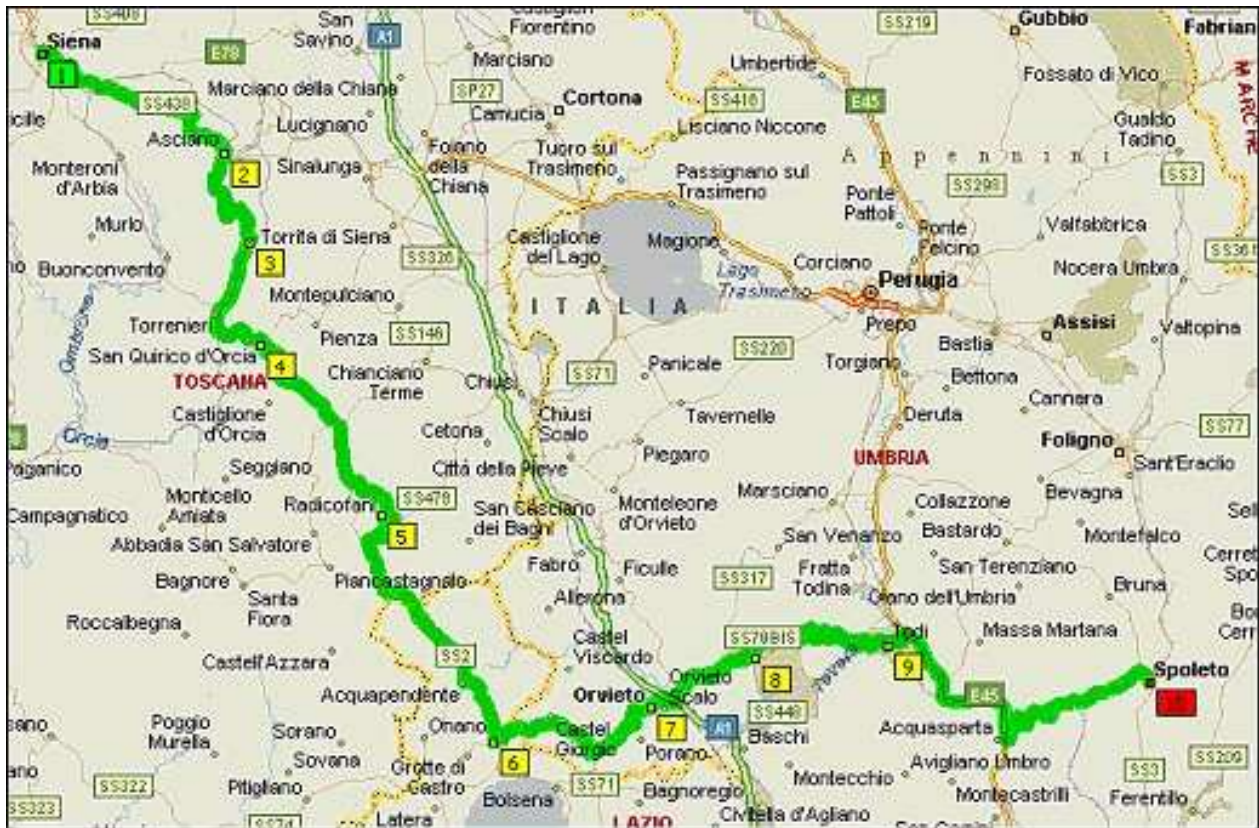 SS408
Siena
1
E78
San Savino
A1
Castiglion Fiorentino
SS219
Gubbio
Fabrian
Marciano
Umbertide
Fossato di Vico
MARCHE
SS438
Marciano della Chiana
SP27
Camucia
Cortona
SS416
E45
icille
Lucignano
Lisciano Niccone
Gualdo Tadino
Asciano
2
Sinalunga
Foiano della Chiana
Tuoro sul Trasimeno
Appennini
Monteroni d'Arbia
Passignano sul Trasimeno
SS298
SS3
Ponte Pattoli
Murlo
Torrita di Siena
Castiglione del Lago
Magione
Ponte Felcino
Valfabbrica
SS361
3
SS326
Corciano
Buonconvento
Lago Trasimeno
Perugia
Nocera Umbra
Montepulciano
ITALIA
Ombrone
Torrenieri
Pienza
SS146
Prepo
Assisi
Valtopina
San Quirico d'Orcia
SS220
Bastia
4
Panicale
Torgiano
TOSCANA
Chianciano Terme
Chiusi
SS71
Bettona
Castiglione d'Orcia
Chiusi Scalo
Tavernelle
Deruta
Cannara
SS77
Orcia
Cetona
Foligno
Paganico
Seggiano
Città della Pieve
Piegaro
UMBRIA
Sant'Eraclio
Monticello Amiata
Radicofani
SS478
San Casciano dei Bagni
Monteleone d'Orvieto
Marsciano
Collazzone
Bevagna
Campagnatico
5
Bastardo
Montefalco
Abbadia San Salvatore
San Venanzo
Bagnore
Piancastagnaio
Fabro
Ficulle
SS317
Fratta Todina
San Terenziano
Bruna
Santa Fiora
Allerona
Giano dell'Umbria
Roccalbegna
SS79BIS
Todi
Massa Martana
Castell'Azzara
SS2
Castel Viscardo
Tevere
9
Spoleto
Acquapendente
Orvieto
Orvieto Scalo
8
E45
Poggio Murella
Sorano
Onano
Castel Giorgio
7
SS448
Acquasparta
Sovana
6
Porano
A1
Baschi
SS209
Grotte di Castro
Montecchio
Avigliano Umbro
SS3
SS322
Pitigliano
Bolsena
SS71
Bagnoregio
Montecastrilli
Ferentillo
SS323
SS74
Latera
LAZIO
Civitella d'Agliano